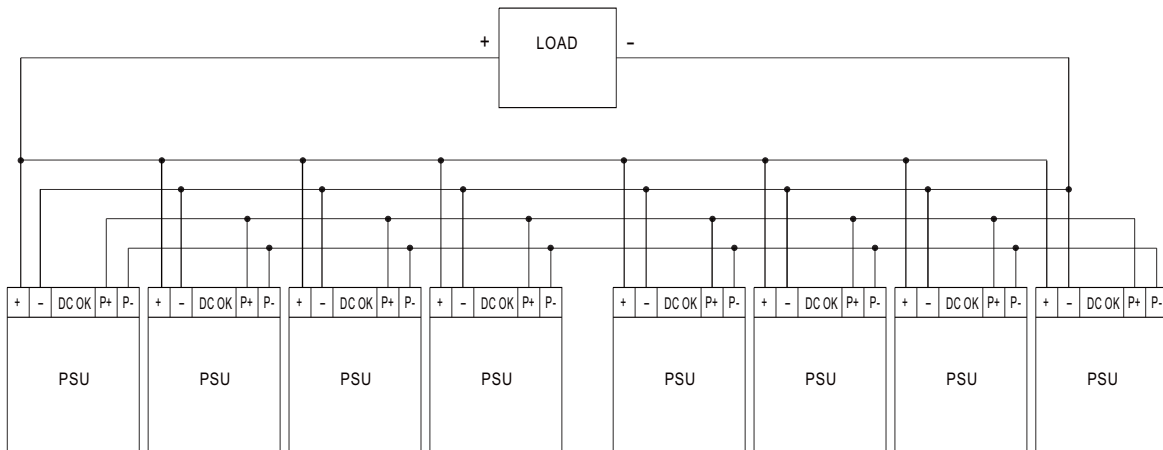 + LOAD –
+ – DC OK P+ P- + – DC OK P+ P- + – DC OK P+ P- + – DC OK P+ P- + – DC OK P+ P- + – DC OK P+ P- + – DC OK P+ P- + – DC OK P+ P-
PSU PSU PSU PSU PSU PSU PSU PSU